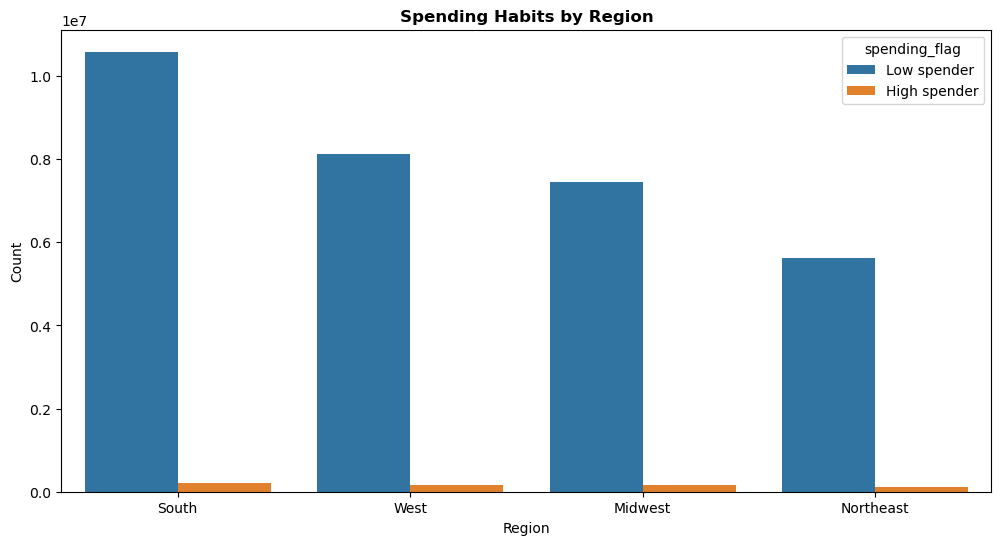 Spending Habits by Region
1e7
spending_flag
Low spender
High spender
1.0
0.8
0.6
0.4
0.2
0.0
Count
South West Midwest Northeast
Region